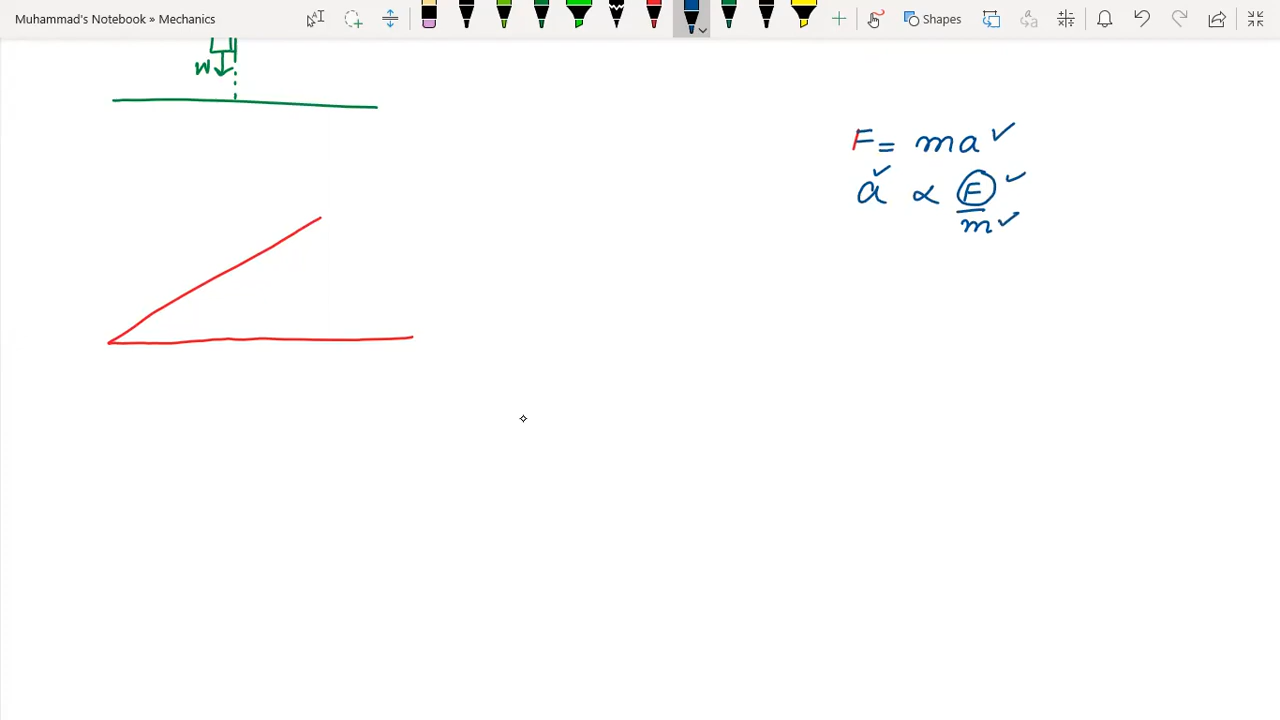 Muhammad's Notebook » Mechanics
Shapes
W
F = ma ✓
a ✓ ∝ F ✓
m ✓